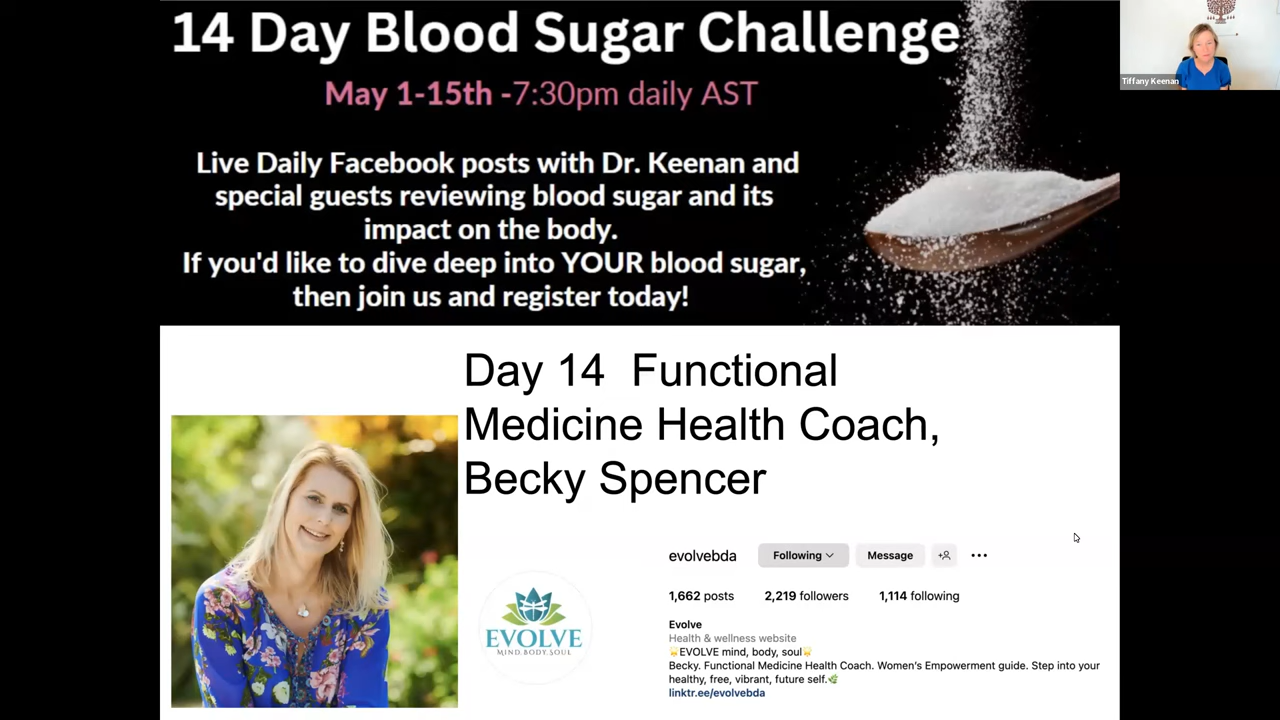 14 Day Blood Sugar Challenge
May 1-15th -7:30pm daily AST
Live Daily Facebook posts with Dr. Keenan and
special guests reviewing blood sugar and its
impact on the body.
If you'd like to dive deep into YOUR blood sugar,
then join us and register today!
Tiffany Keenan
Day 14 Functional
Medicine Health Coach,
Becky Spencer
evolvebda Following Message
1,662 posts 2,219 followers 1,114 following
Evolve
Health & wellness website
EVOLVE mind, body, soul
Becky. Functional Medicine Health Coach. Women's Empowerment guide. Step into your
healthy, free, vibrant, future self.
linktr.ee/evolvebda
EVOLVE
MIND, BODY, SOUL